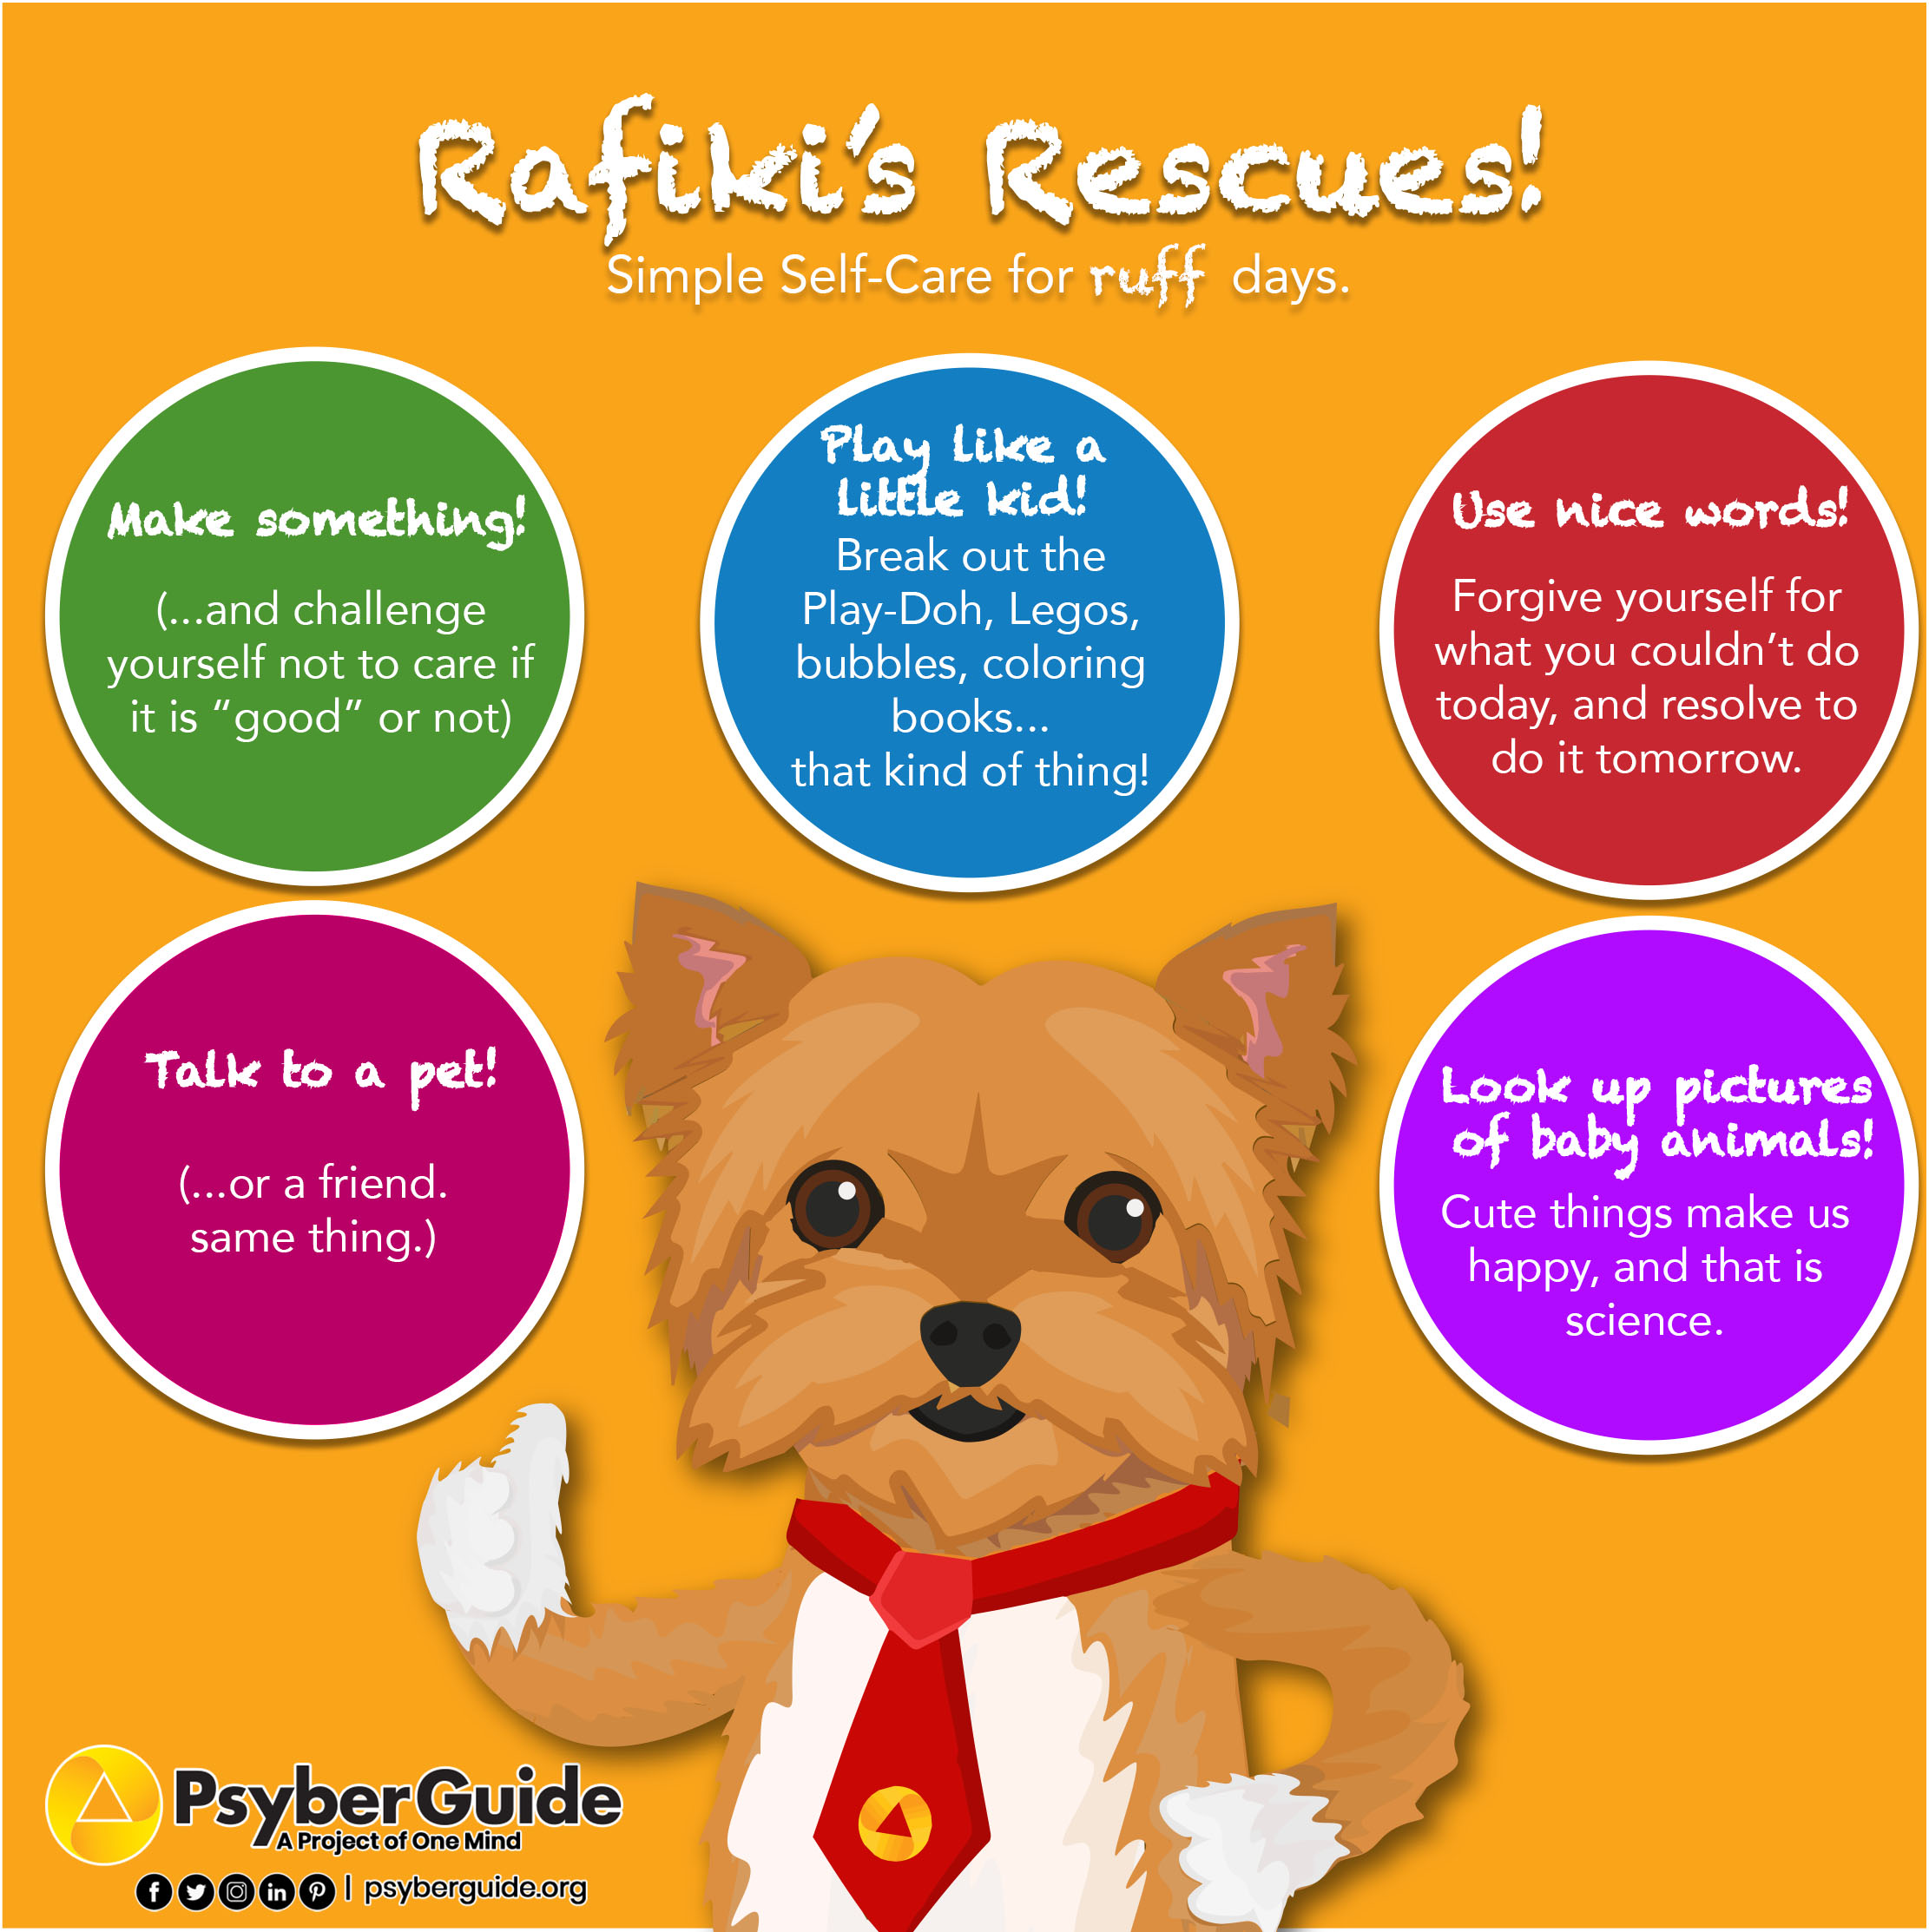 Rafiki's Rescues!
Simple Self-Care for ruff days.
Make something!
(...and challenge
yourself not to care if
it is “good” or not)
Play like a
little kid!
Break out the
Play-Doh, Legos,
bubbles, coloring
books...
that kind of thing!
Use nice words!
Forgive yourself for
what you couldn’t do
today, and resolve to
do it tomorrow.
Talk to a pet!
(...or a friend.
same thing.)
Look up pictures
of baby animals!
Cute things make us
happy, and that is
science.
PsyberGuide
A Project of One Mind
| psyberguide.org